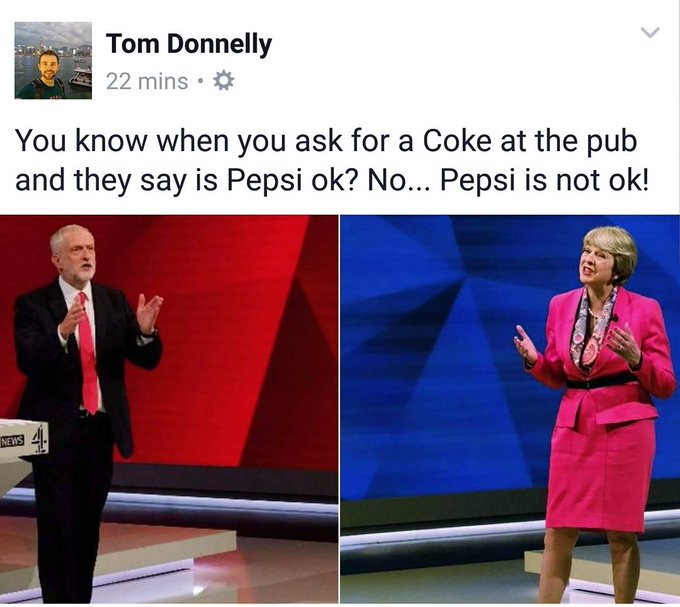 Tom Donnelly
22 mins •
You know when you ask for a Coke at the pub
and they say is Pepsi ok? No... Pepsi is not ok!
NEWS 4